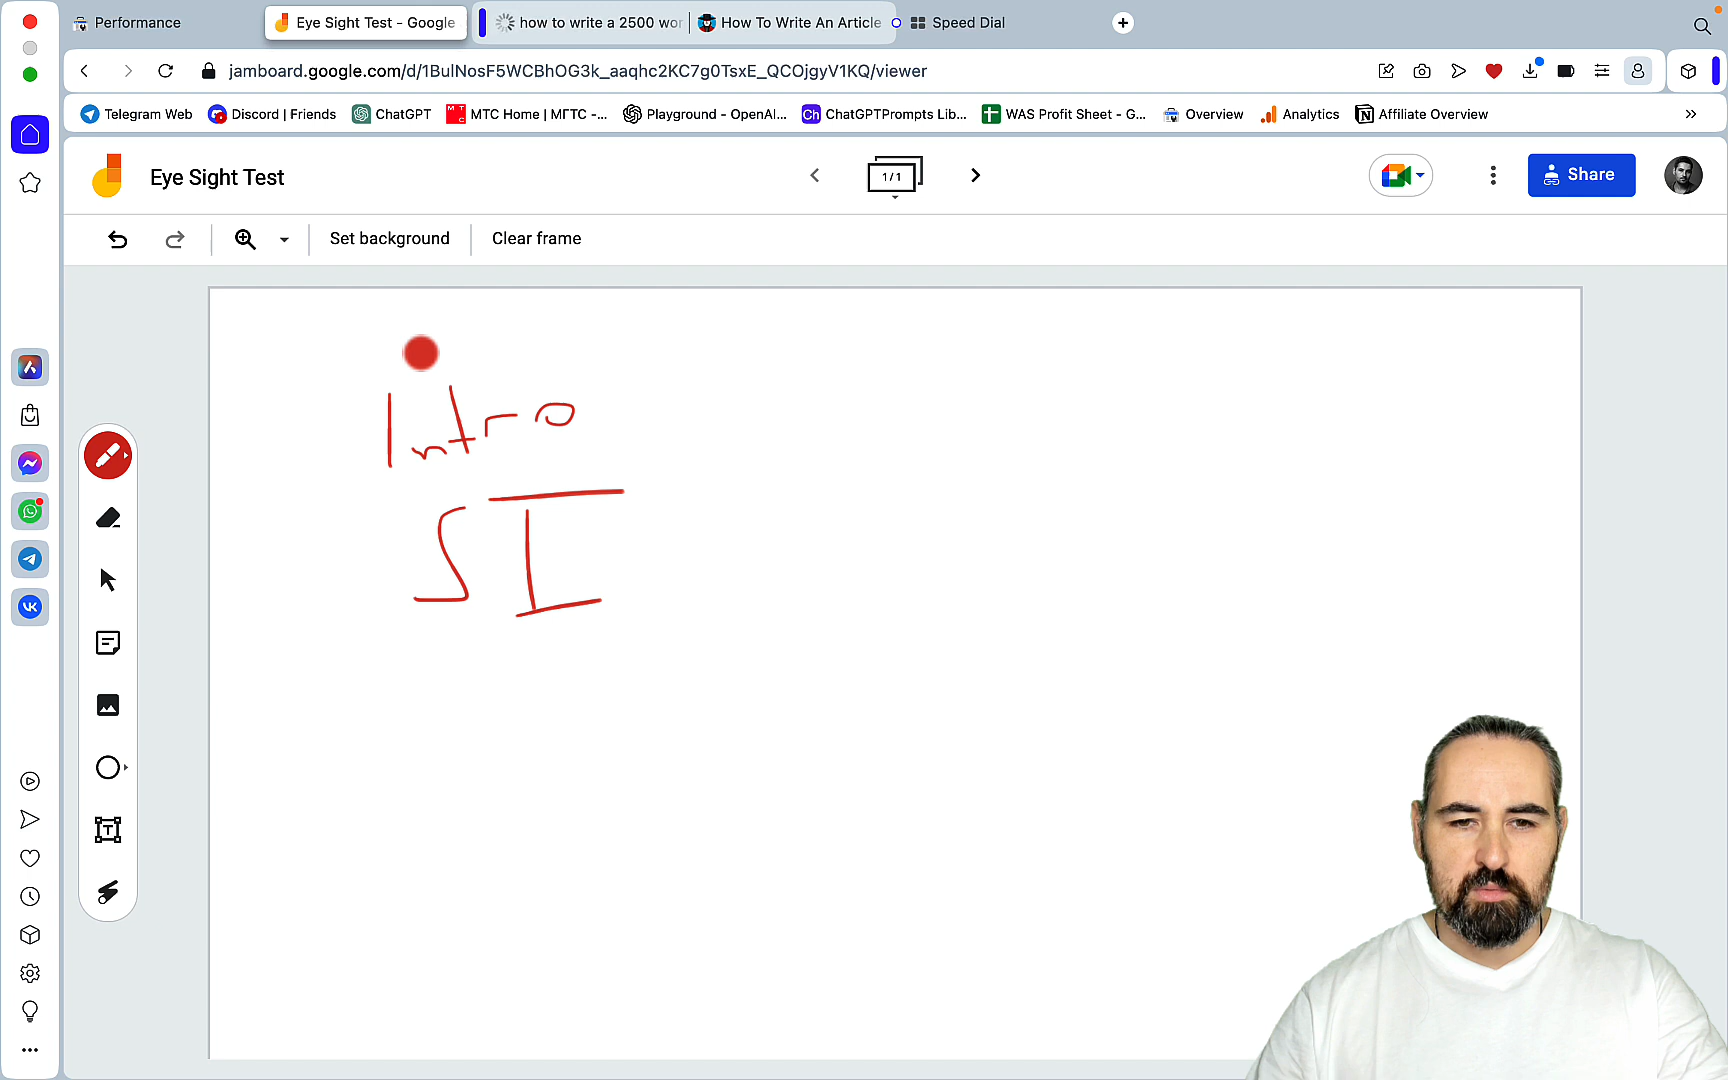 Performance
Eye Sight Test - Google
how to write a 2500 wor
How To Write An Article
Speed Dial
jamboard.google.com/d/1BulNosF5WCBhOG3k_aaqhc2KC7g0TsxE_QCOjgyV1KQ/viewer
Telegram Web
Discord | Friends
ChatGPT
MTC Home | МГТС -...
Playground - OpenAI...
Ch ChatGPTPrompts Lib...
WAS Profit Sheet - G...
Overview
Analytics
Affiliate Overview
Eye Sight Test
1/1
Share
Set background
Clear frame
Intro
SI